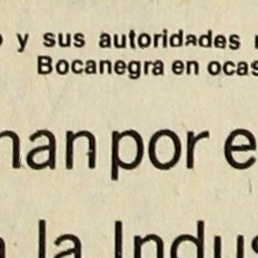 y sus autoridades
Bocanegra en ocas
nan por e
la Indus